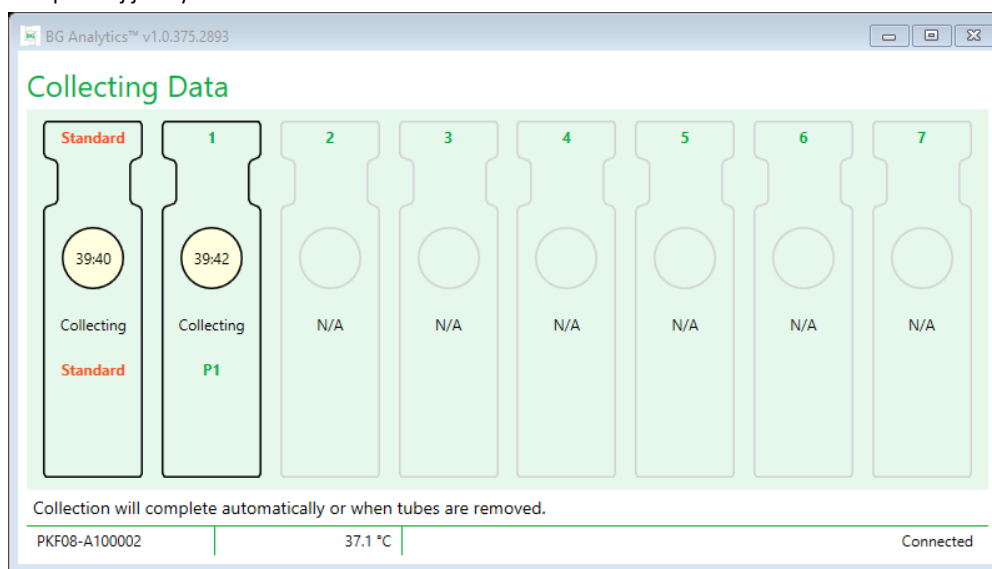 BG Analytics™ v1.0.375.2893
Collecting Data
Standard 1 2 3 4 5 6 7
39:40 39:42
Collecting Collecting N/A N/A N/A N/A N/A N/A
Standard P1
Collection will complete automatically or when tubes are removed.
PKF08-A100002 37.1 °C Connected